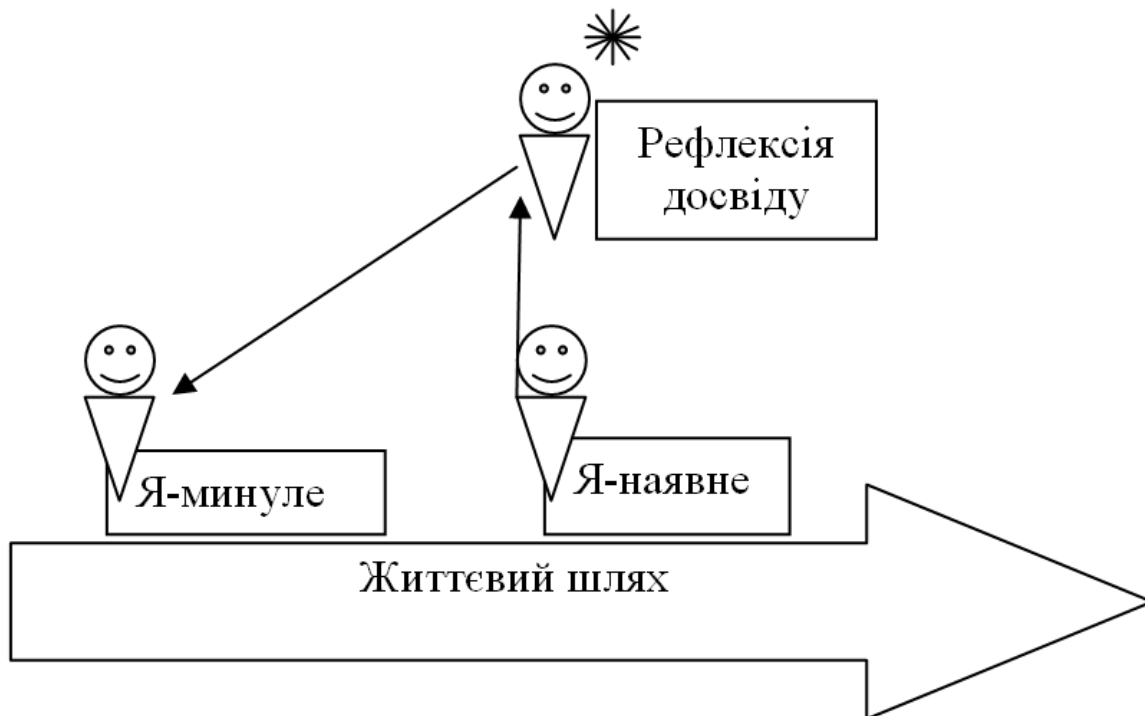 Рефлексія
досвіду
Я-минуле
Я-наявне
Життєвий шлях